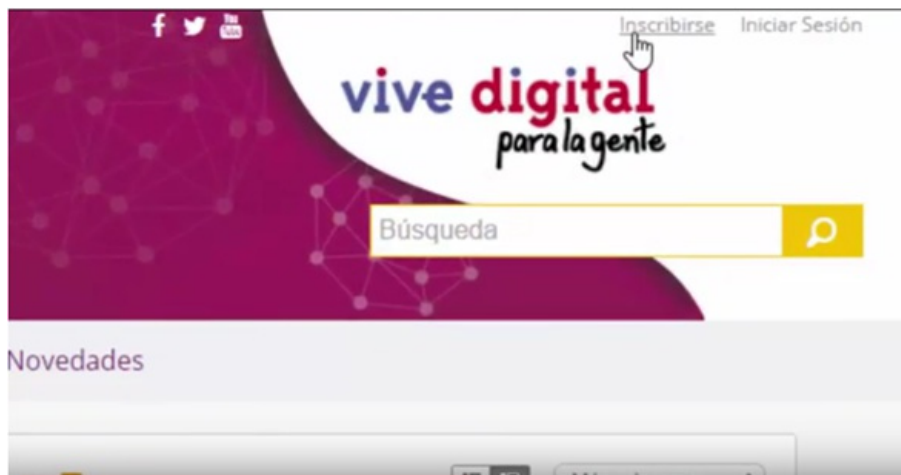 Inscribirse Iniciar Sesión
vive digital
para la gente
Búsqueda
Novedades